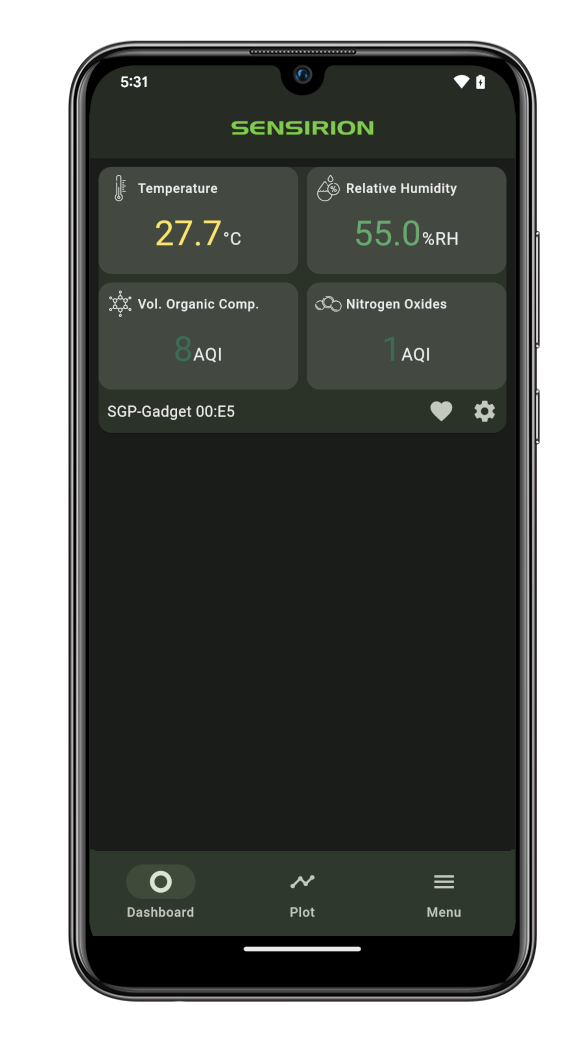 5:31
SENSIRION
Temperature
27.7°C
Relative Humidity
%
55.0%RH
Vol. Organic Comp.
8AQI
Nitrogen Oxides
1AQI
SGP-Gadget 00:E5
Dashboard
Plot
Menu